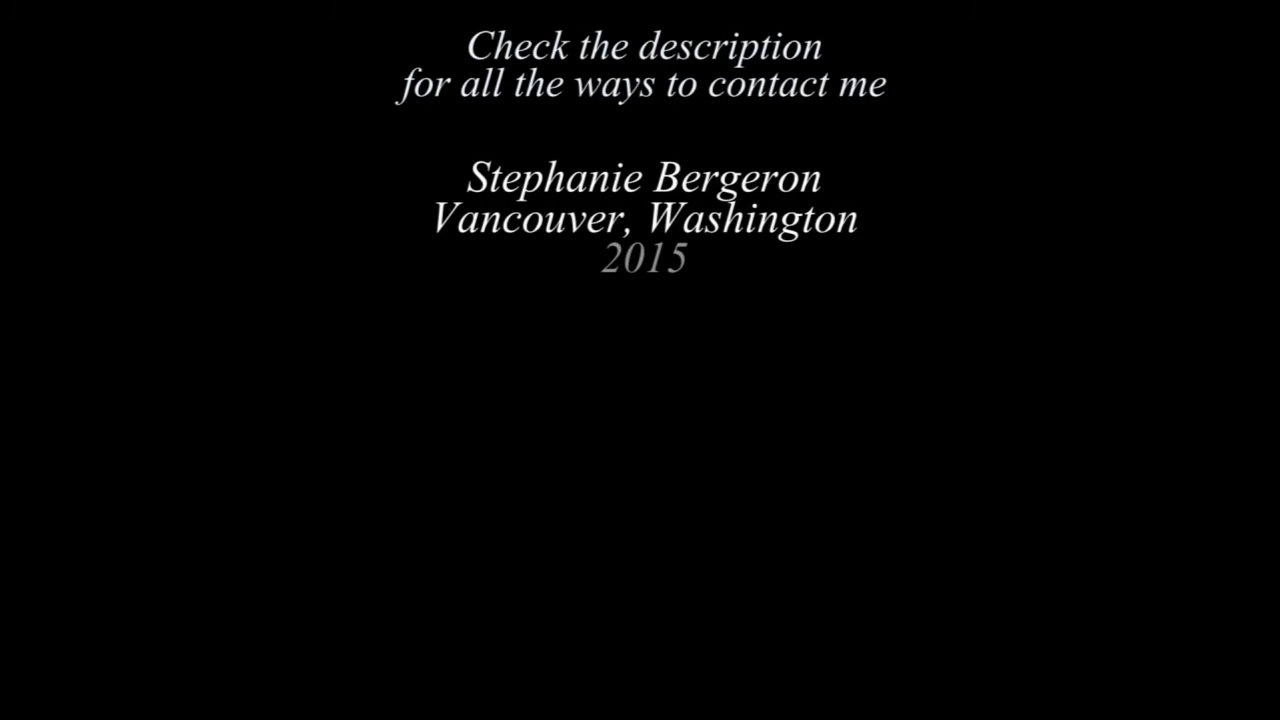 Check the description
for all the ways to contact me
Stephanie Bergeron
Vancouver, Washington
2015